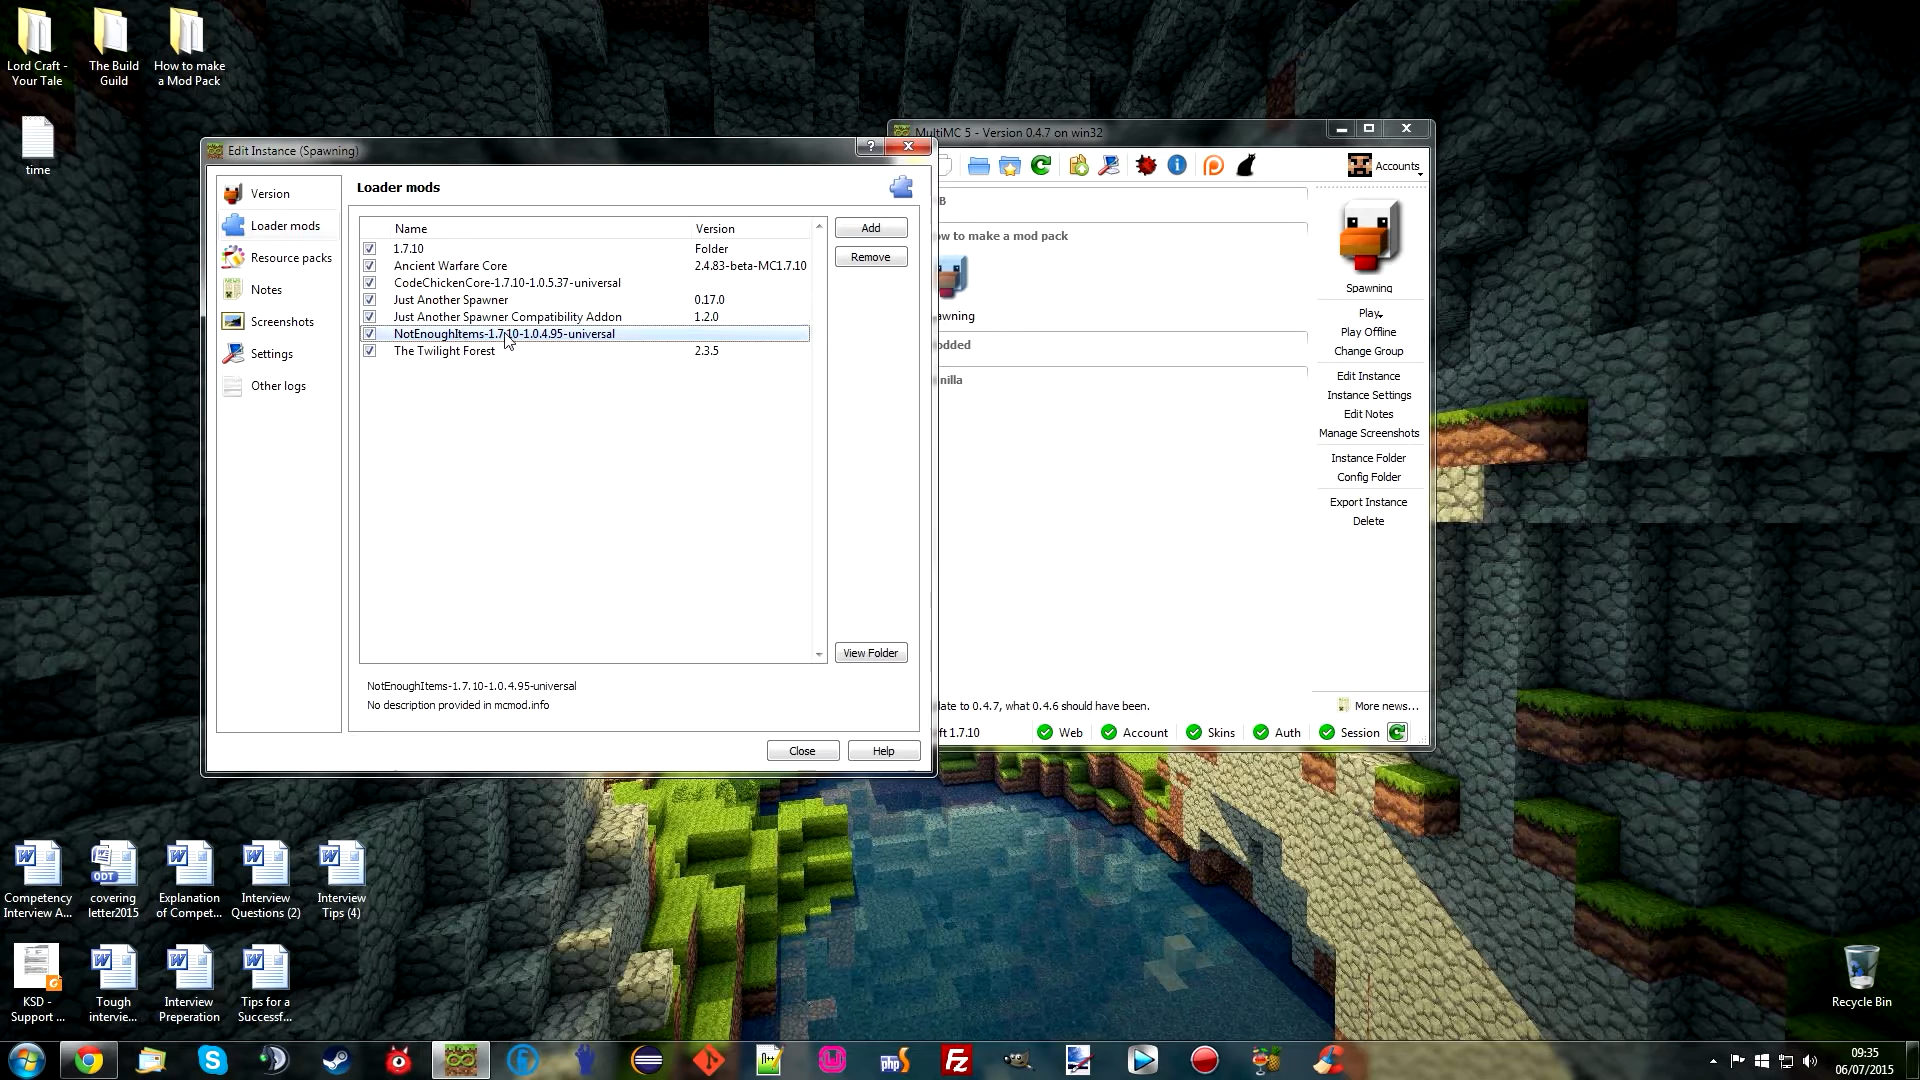 Lord Craft -
Your Tale
The Build
Guild
How to make
a Mod Pack
time
Edit Instance (Spawning)
?
Version
Loader mods
Resource packs
Notes
Screenshots
Settings
Other logs
Loader mods
Name Version
1.7.10 Folder
Ancient Warfare Core 2.4.83-beta-MC1.7.10
CodeChickenCore-1.7.10-1.0.5.37-universal
Just Another Spawner 0.17.0
Just Another Spawner Compatibility Addon 1.2.0
NotEnoughItems-1.7.10-1.0.4.95-universal
The Twilight Forest 2.3.5
Add
Remove
View Folder
NotEnoughItems-1.7.10-1.0.4.95-universal
No description provided in mcmod.info
Close
Help
MultiMC 5 - Version 0.4.7 on win32
Accounts
B
ow to make a mod pack
awning
odded
nilla
Spawning
Play
Play Offline
Change Group
Edit Instance
Instance Settings
Edit Notes
Manage Screenshots
Instance Folder
Config Folder
Export Instance
Delete
date to 0.4.7, what 0.4.6 should have been.
More news...
ft 1.7.10
Web
Account
Skins
Auth
Session
Competency
Interview A...
ODT
covering
letter2015
Explanation
of Compet...
Interview
Questions (2)
Interview
Tips (4)
KSD -
Support ...
Tough
intervie...
Interview
Preperation
Tips for a
Successf...
Recycle Bin
php
FZ
09:35
06/07/2015